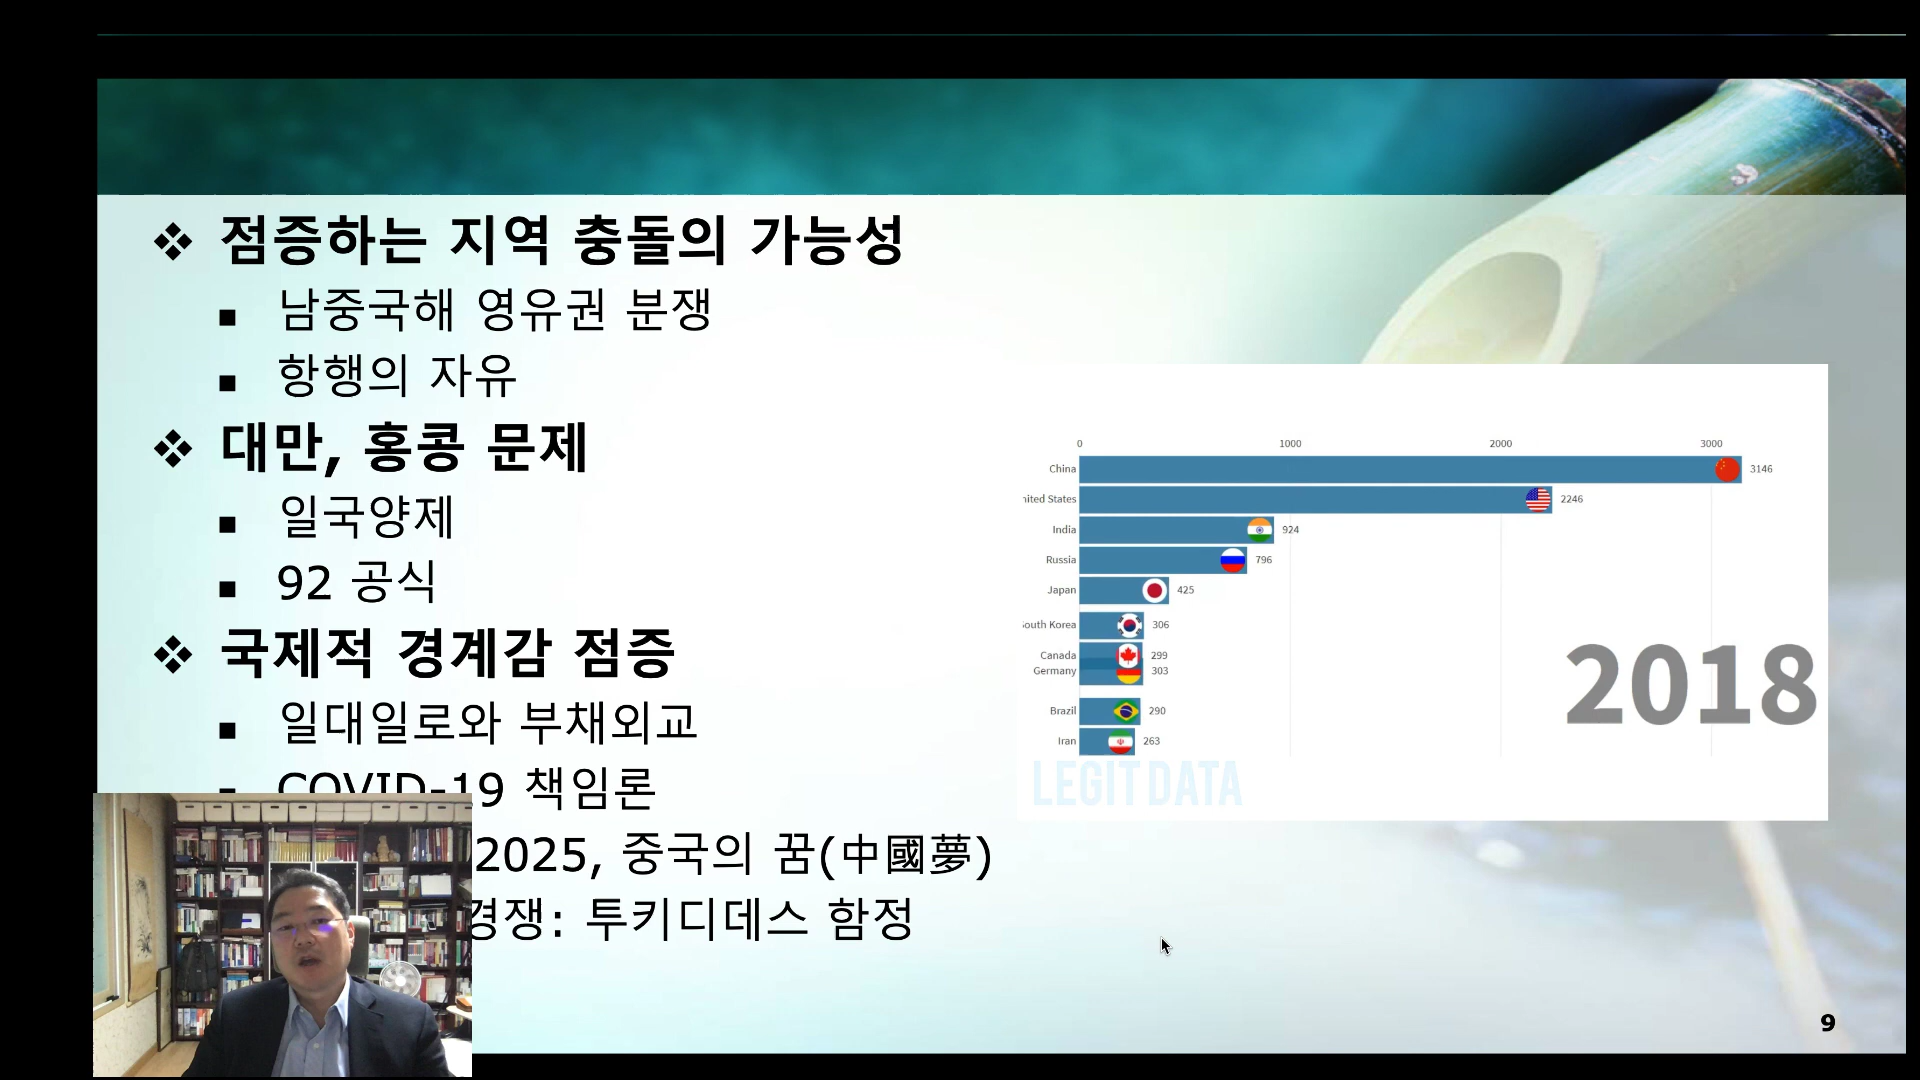 점증하는 지역 충돌의 가능성
남중국해 영유권 분쟁
항행의 자유
대만, 홍콩 문제
일국양제
92 공식
국제적 경계감 점증
일대일로와 부채외교
COVID-19 책임론
2025, 중국의 꿈(中國夢)
경쟁: 투키디데스 함정
0 1000 2000 3000
China 3146
nited States 2246
India 924
Russia 796
Japan 425
outh Korea 306
Canada 299
Germany 303
Brazil 290
Iran 263
2018
LEGIT DATA
9